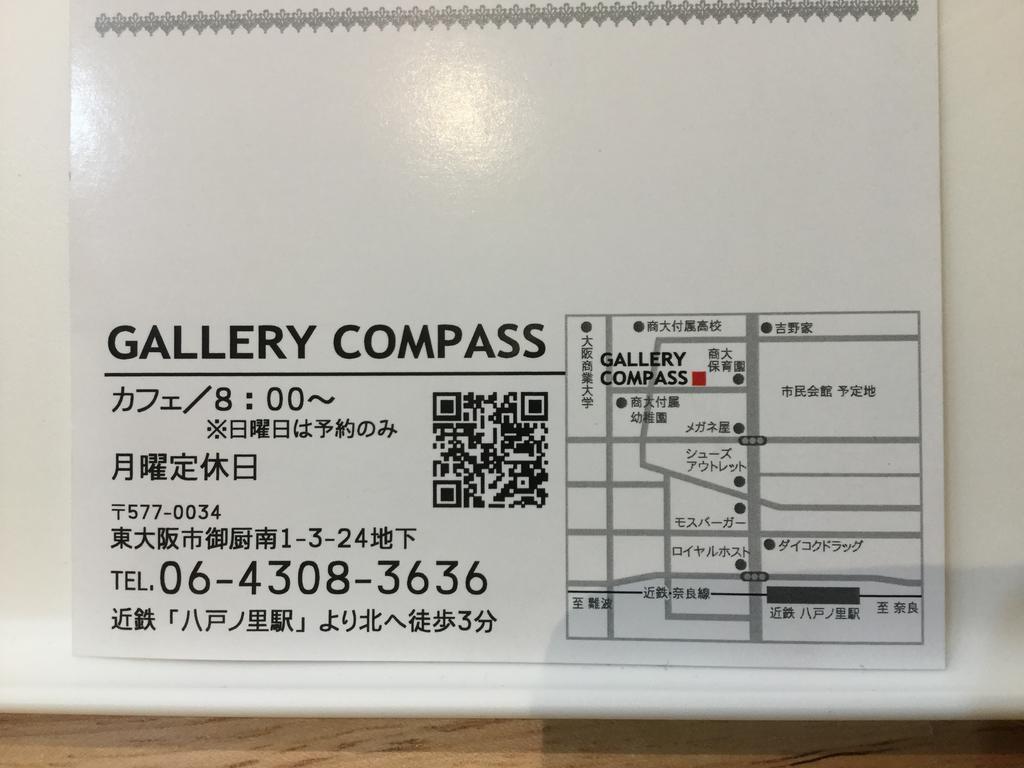 GALLERY COMPASS
カフェ／8：00〜
※日曜日は予約のみ
月曜定休日
〒577-0034
東大阪市御厨南1-3-24地下
TEL.06-4308-3636
近鉄「八戸ノ里駅」より北へ徒歩3分
大阪商業大学
商大付属高校
吉野家
GALLERY
COMPASS
商大
保育園
市民会館 予定地
商大付属
幼稚園
メガネ屋
シューズ
アウトレット
モスバーガー
ロイヤルホスト
ダイコクドラッグ
至 難波
近鉄・奈良線
近鉄 八戸ノ里駅
至 奈良